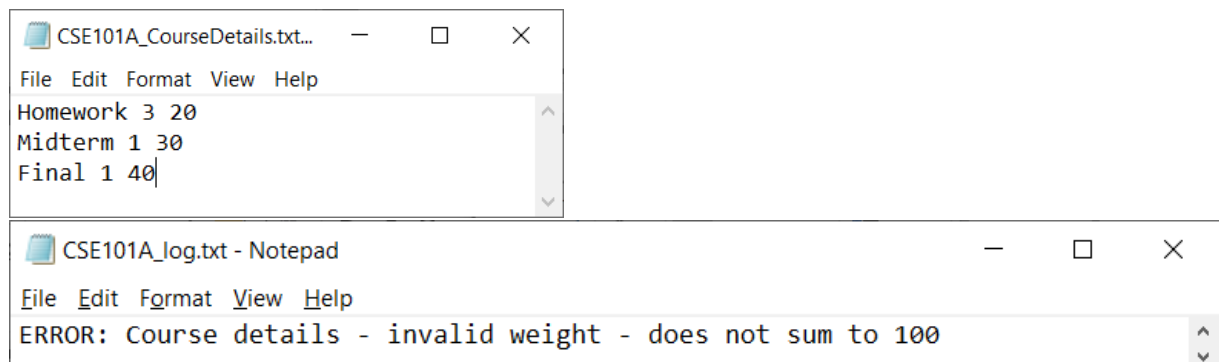 CSE101A_CourseDetails.txt...
File Edit Format View Help
Homework 3 20
Midterm 1 30
Final 1 40
CSE101A_log.txt - Notepad
File Edit Format View Help
ERROR: Course details - invalid weight - does not sum to 100